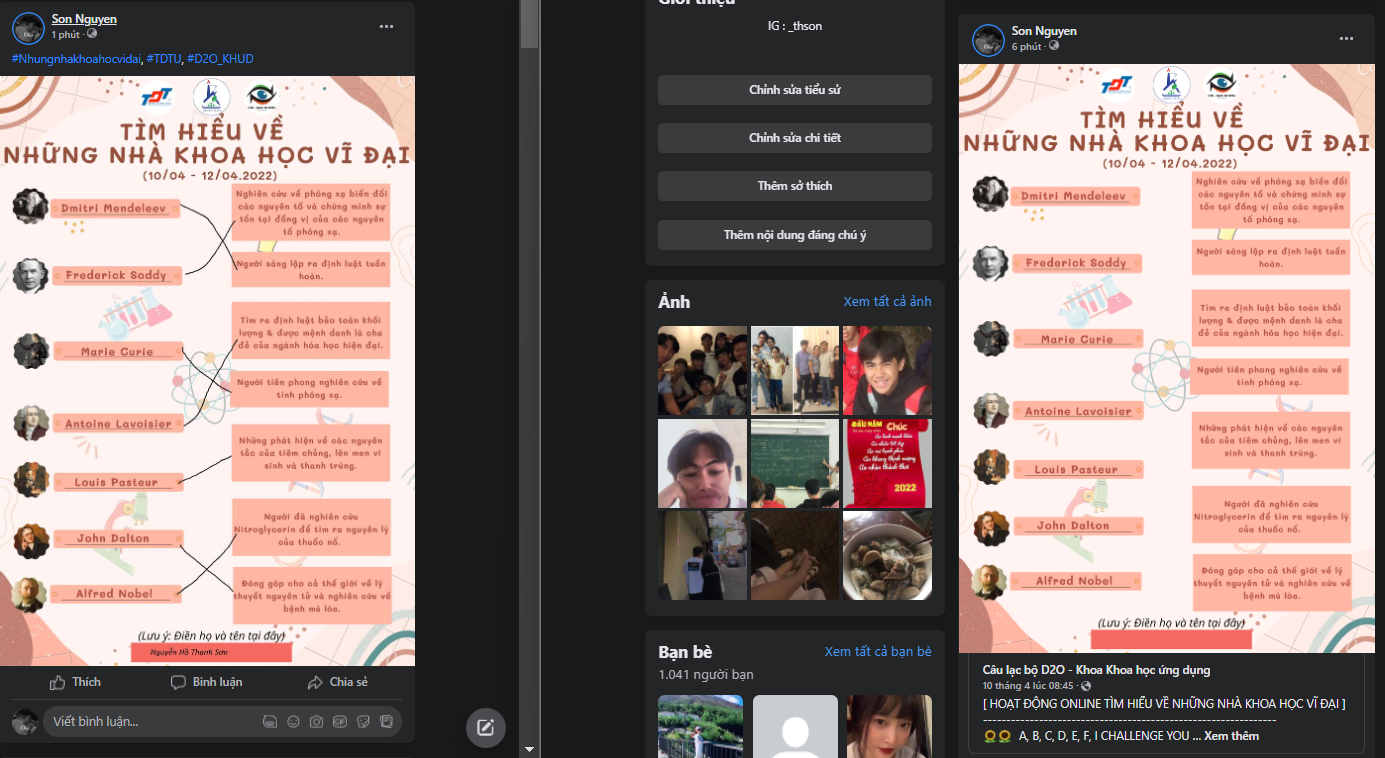 Son Nguyen
1 phút
#Nhungnhakhoahocvidai, #TDTU, #D2O_KHUD
TDT
TÌM HIỂU VỀ
NHỮNG NHÀ KHOA HỌC VĨ ĐẠI
(10/04 - 12/04.2022)
Dmitri Mendeleev
Nghiên cứu về phóng xạ biến đổi
các nguyên tố và chứng minh sự
tồn tại đồng vị của các nguyên
tố phóng xạ.
Frederick Soddy
Người sáng lập ra định luật tuần
hoàn.
Marie Curie
Tìm ra định luật bảo toàn khối
lượng & được mệnh danh là cha
đẻ của ngành hóa học hiện đại.
Người tiên phong nghiên cứu về
tính phóng xạ.
Antoine Lavoisier
Những phát hiện về các nguyên
tắc của tiêm chủng, lên men vi
sinh và thanh trùng.
Louis Pasteur
John Dalton
Người đã nghiên cứu
Nitroglycerin để tìm ra nguyên lý
của thuốc nổ.
Alfred Nobel
Đóng góp cho cả thế giới về lý
thuyết nguyên tử và nghiên cứu về
bệnh mù lòa.
(Lưu ý: Điền họ và tên tại đây)
Nguyễn Hồ Thanh Sơn
Thích
Bình luận
Chia sẻ
Viết bình luận...
GIF
Giới thiệu
IG : _thson
Chỉnh sửa tiểu sử
Chỉnh sửa chi tiết
Thêm sở thích
Thêm nội dung đáng chú ý
Ảnh
Xem tất cả ảnh
ĐẦU NĂM
Chúc
2022
Bạn bè
Xem tất cả bạn bè
1.041 người bạn
Son Nguyen
6 phút
TDT
TÌM HIỂU VỀ
NHỮNG NHÀ KHOA HỌC VĨ ĐẠI
(10/04 - 12/04.2022)
Dmitri Mendeleev
Nghiên cứu về phóng xạ biến đổi
các nguyên tố và chứng minh sự
tồn tại đồng vị của các nguyên
tố phóng xạ.
Frederick Soddy
Người sáng lập ra định luật tuần
hoàn.
Marie Curie
Tìm ra định luật bảo toàn khối
lượng & được mệnh danh là cha
đẻ của ngành hóa học hiện đại.
Người tiên phong nghiên cứu về
tính phóng xạ.
Antoine Lavoisier
Những phát hiện về các nguyên
tắc của tiêm chủng, lên men vi
sinh và thanh trùng.
Louis Pasteur
John Dalton
Người đã nghiên cứu
Nitroglycerin để tìm ra nguyên lý
của thuốc nổ.
Alfred Nobel
Đóng góp cho cả thế giới về lý
thuyết nguyên tử và nghiên cứu về
bệnh mù lòa.
(Lưu ý: Điền họ và tên tại đây)
Câu lạc bộ D2O - Khoa Khoa học ứng dụng
10 tháng 4 lúc 08:45
[ HOẠT ĐỘNG ONLINE TÌM HIỂU VỀ NHỮNG NHÀ KHOA HỌC VĨ ĐẠI ]
----------------------------------------------------------------
A, B, C, D, E, F, I CHALLENGE YOU ... Xem thêm